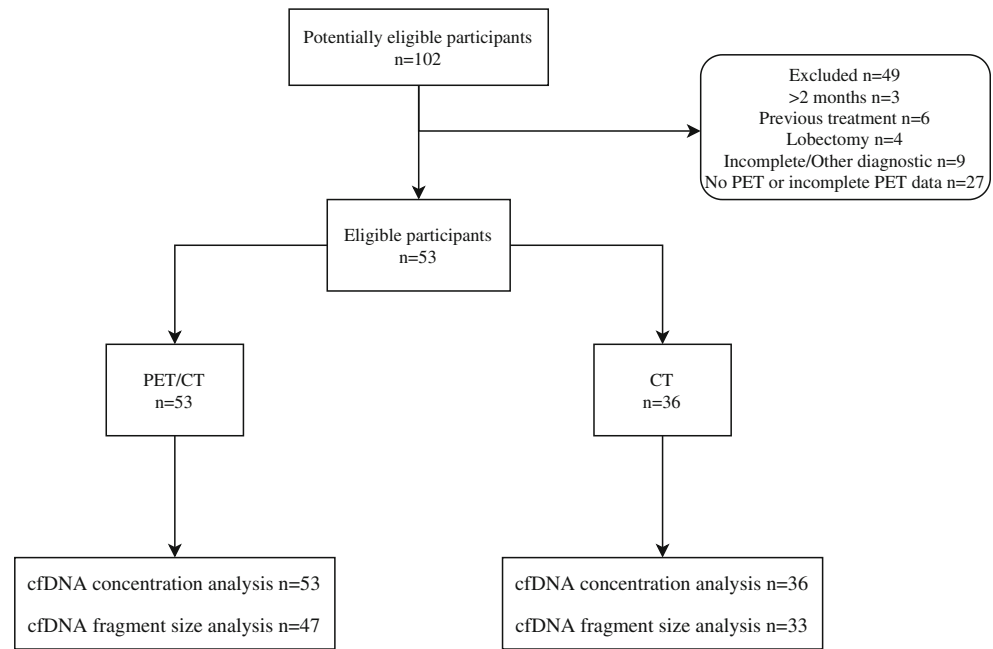 Potentially eligible participants
n=102
Excluded n=49
>2 months n=3
Previous treatment n=6
Lobectomy n=4
Incomplete/Other diagnostic n=9
No PET or incomplete PET data n=27
Eligible participants
n=53
PET/CT
n=53
CT
n=36
cfDNA concentration analysis n=53
cfDNA fragment size analysis n=47
cfDNA concentration analysis n=36
cfDNA fragment size analysis n=33